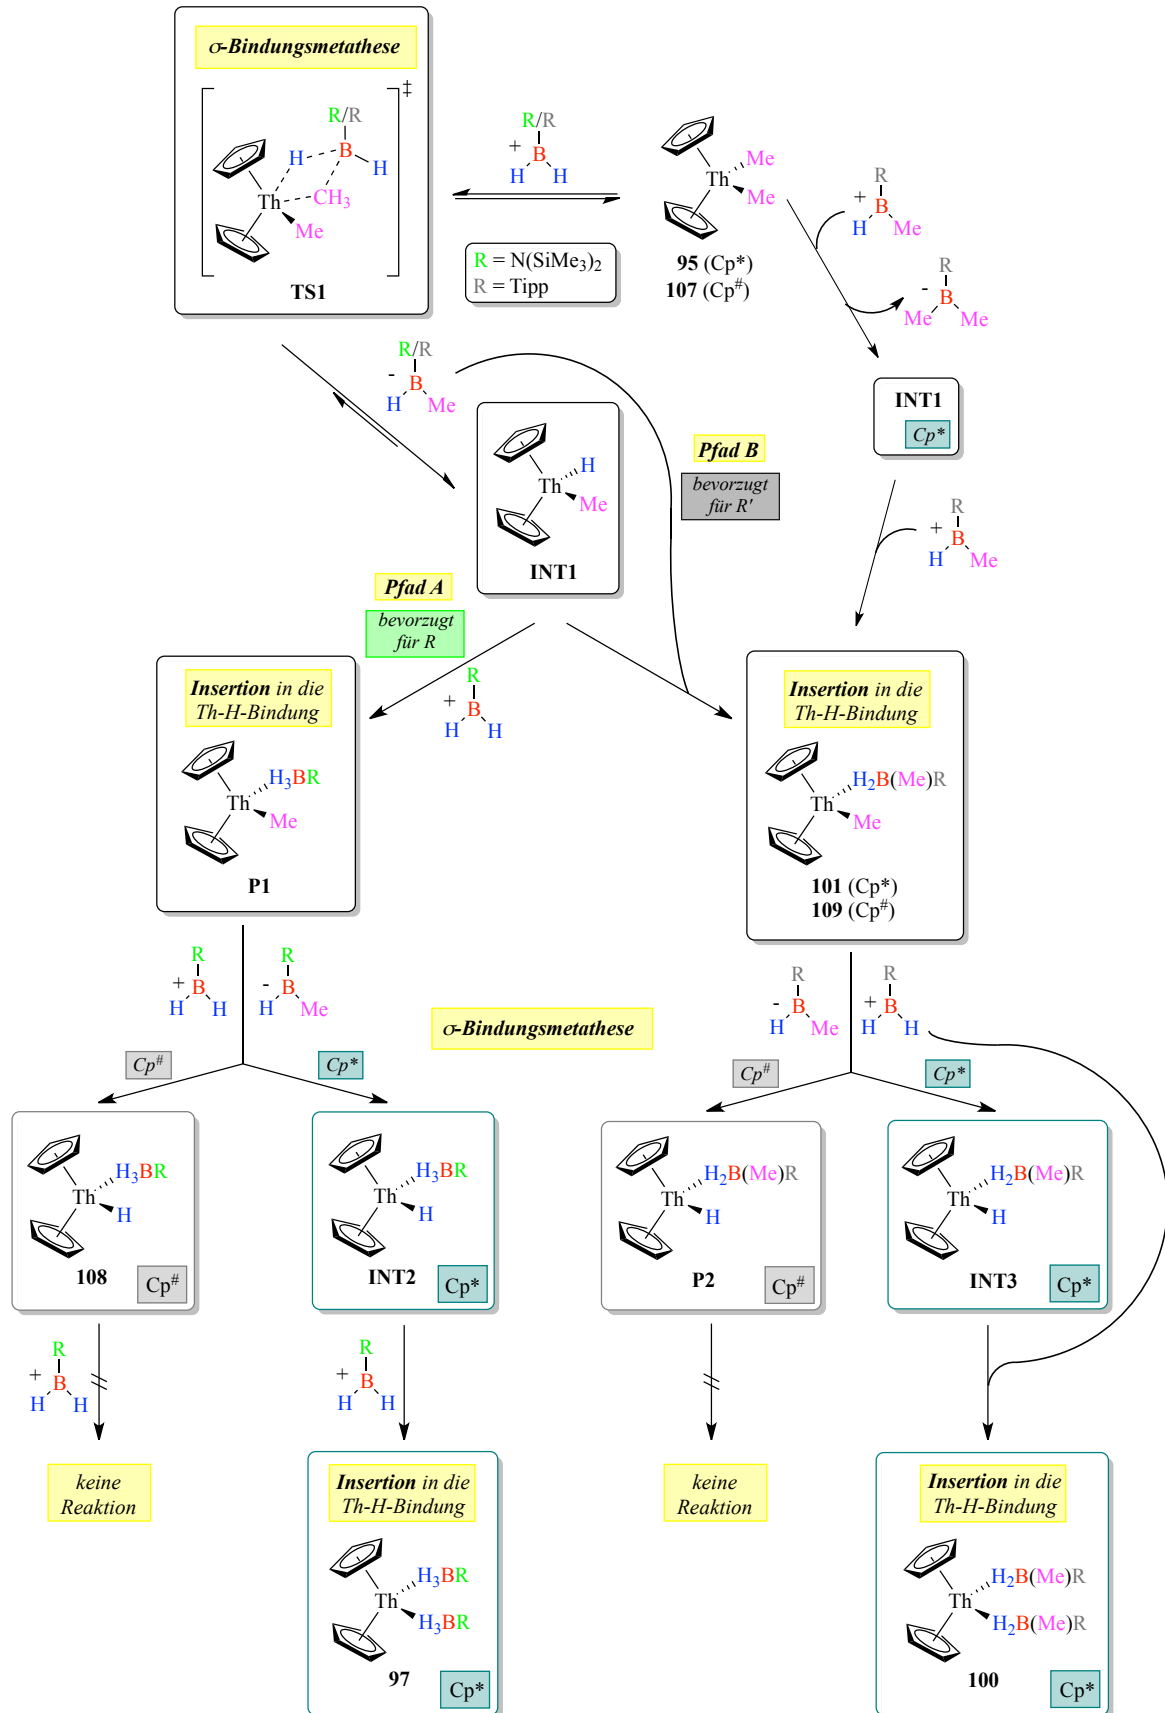 σ-Bindungsmetathese
‡
R/R
H
B
H
Th
CH3
Me
TS1
R/R
+
B
H H
R = N(SiMe3)2
R = Tipp
Me
Th
Me
95 (Cp*)
107 (Cp#)
R
+
B
H Me
R
-
B
Me Me
INT1
Cp*
R
+
B
H Me
R/R
-
B
H Me
H
Th
Me
INT1
Pfad B
bevorzugt
für R'
Pfad A
bevorzugt
für R
R
+
B
H H
Insertion in die
Th-H-Bindung
H3BR
Th
Me
P1
Insertion in die
Th-H-Bindung
H2B(Me)R
Th
Me
101 (Cp*)
109 (Cp#)
R
+
B
H H
R
-
B
H Me
σ-Bindungsmetathese
R
-
B
H Me
R
+
B
H H
Cp#
Cp*
Cp#
Cp*
H3BR
Th
H
108
Cp#
H3BR
Th
H
INT2
Cp*
H2B(Me)R
Th
H
P2
Cp#
H2B(Me)R
Th
H
INT3
Cp*
R
+
B
H H
R
+
B
H H
keine
Reaktion
Insertion in die
Th-H-Bindung
H3BR
Th
H3BR
97
Cp*
keine
Reaktion
Insertion in die
Th-H-Bindung
H2B(Me)R
Th
H2B(Me)R
100
Cp*